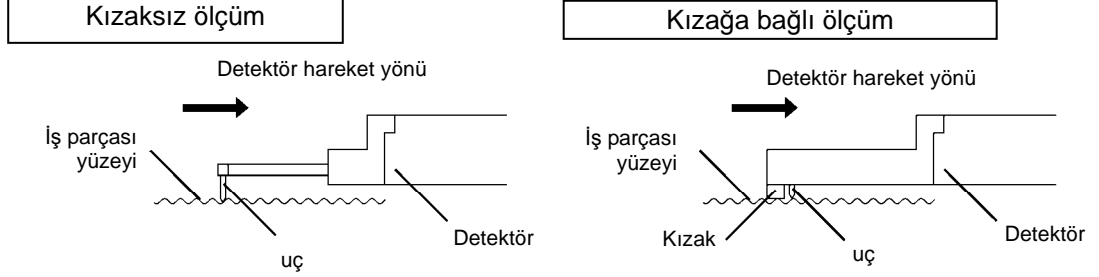 Kızaksız ölçüm
Detektör hareket yönü
İş parçası
yüzeyi
Detektör
uç
Kızağa bağlı ölçüm
Detektör hareket yönü
İş parçası
yüzeyi
Kızak
uç
Detektör